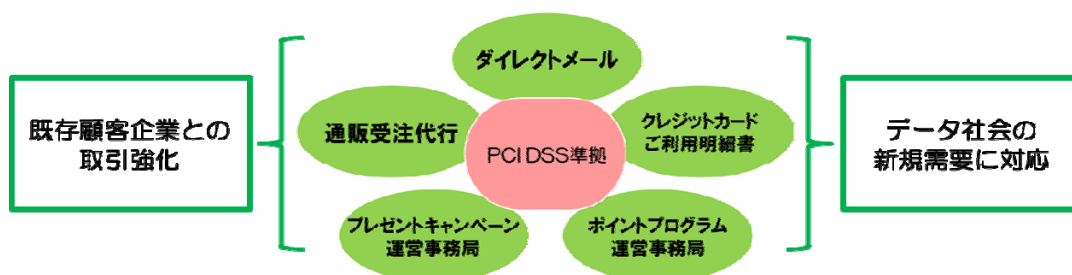 既存顧客企業との
取引強化
ダイレクトメール
通販受注代行
クレジットカード
ご利用明細書
PCI DSS準拠
プレゼントキャンペーン
運営事務局
ポイントプログラム
運営事務局
データ社会の
新規需要に対応